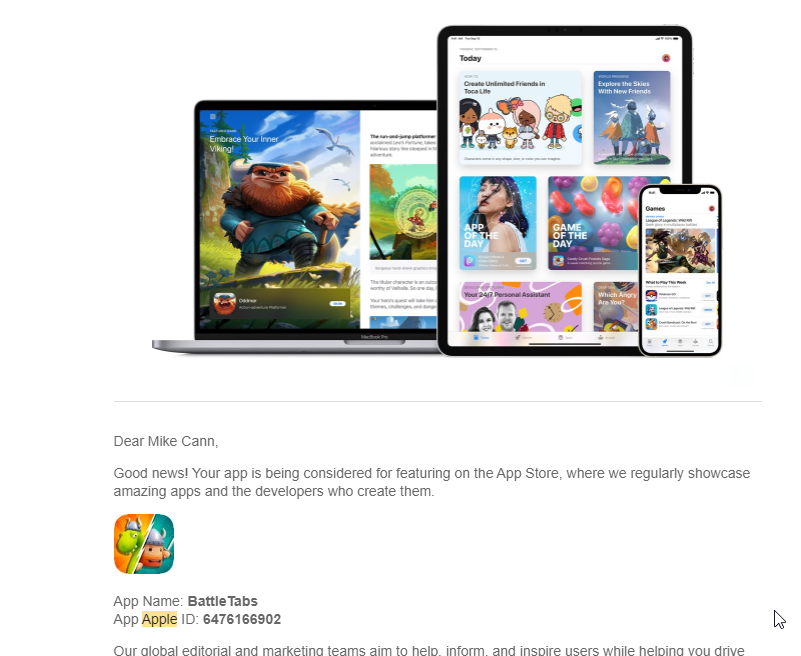 Embrace Your Inner
Viking!
Oddmar
MacBook Pro
Today
Create Unlimited Friends in
Toca Life
Explore the Skies
With New Friends
APP
OF THE
DAY
GAME
OF THE
DAY
Your 24/7 Personal Assistant
Which Angry
Are You?
Games
League of Legends: Wild Rift
What to Play This Week
Dear Mike Cann,
Good news! Your app is being considered for featuring on the App Store, where we regularly showcase
amazing apps and the developers who create them.
App Name: BattleTabs
App Apple ID: 6476166902
Our global editorial and marketing teams aim to help, inform, and inspire users while helping you drive